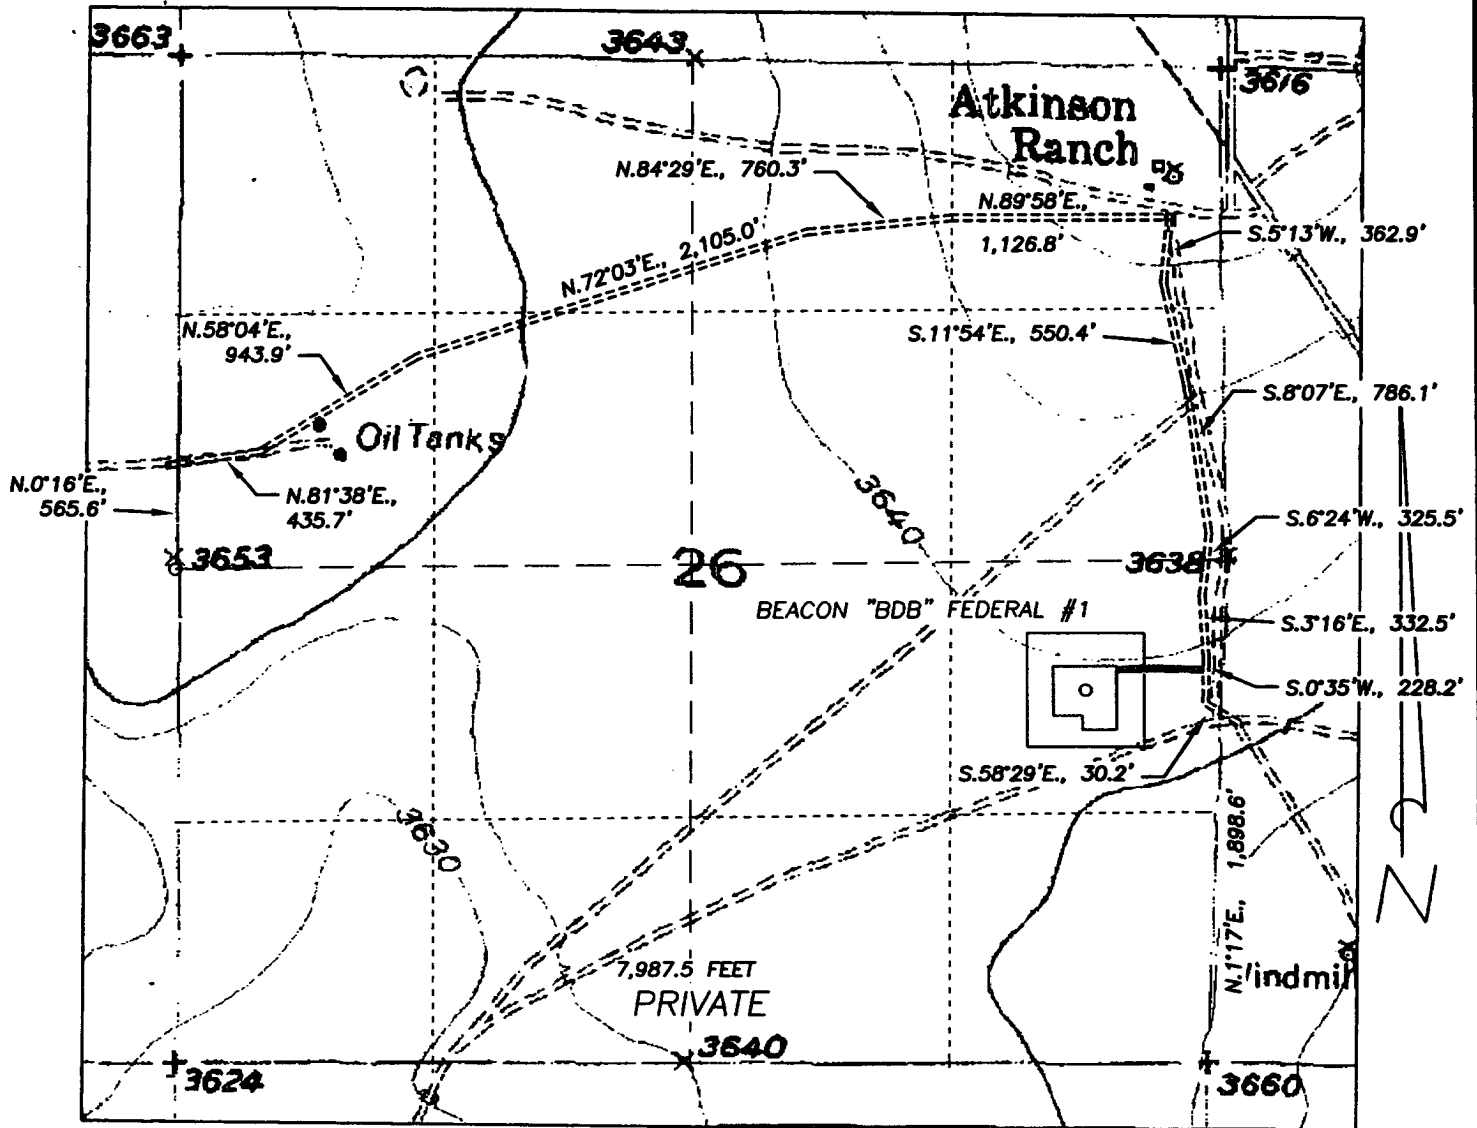 3663
3643
3616
Atkinson
Ranch
N.84°29'E., 760.3'
N.89°58'E.,
1,126.8'
S.5°13'W., 362.9'
N.72°03'E., 2,105.0'
N.58°04'E.,
943.9'
S.11°54'E., 550.4'
S.8°07'E., 786.1'
Oil Tanks
N.0°16'E.,
565.6'
N.81°38'E.,
435.7'
3640
S.6°24'W., 325.5'
3653
26
3638
BEACON "BDB" FEDERAL #1
S.3°16'E., 332.5'
S.0°35'W., 228.2'
S.58°29'E., 30.2'
3630
N.1°17'E., 1,898.6'
N
7,987.5 FEET
PRIVATE
indmill
3624
3640
3660